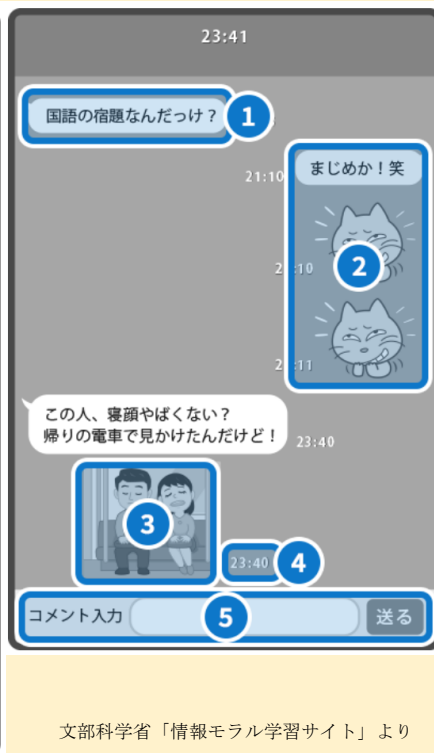 23:41
国語の宿題なんだっけ？
1
まじめか！笑
21:10
2
:10
2
2
:11
この人、寝顔やばくない？
帰りの電車で見かけたんだけど！
23:40
3
23:40
4
コメント入力
5
送る
文部科学省「情報モラル学習サイト」より